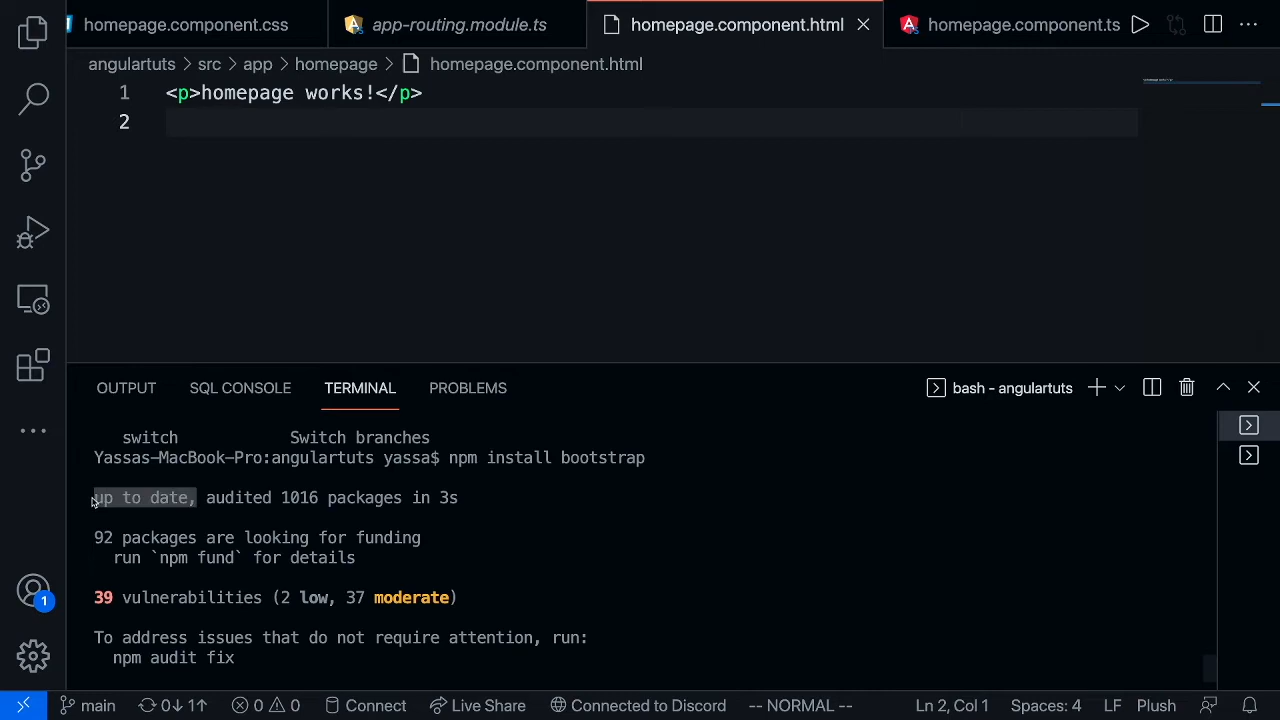 homepage.component.css
app-routing.module.ts
homepage.component.html
homepage.component.ts
angulartuts > src > app > homepage > homepage.component.html
1 <p>homepage works!</p>
2
OUTPUT
SQL CONSOLE
TERMINAL
PROBLEMS
bash - angulartuts
switch Switch branches
Yassas-MacBook-Pro:angulartuts yassa$ npm install bootstrap
up to date, audited 1016 packages in 3s
92 packages are looking for funding
run `npm fund` for details
39 vulnerabilities (2 low, 37 moderate)
To address issues that do not require attention, run:
npm audit fix
1
main
0↓ 1↑
0
0
Connect
Live Share
Connected to Discord
-- NORMAL --
Ln 2, Col 1
Spaces: 4
LF
Plush